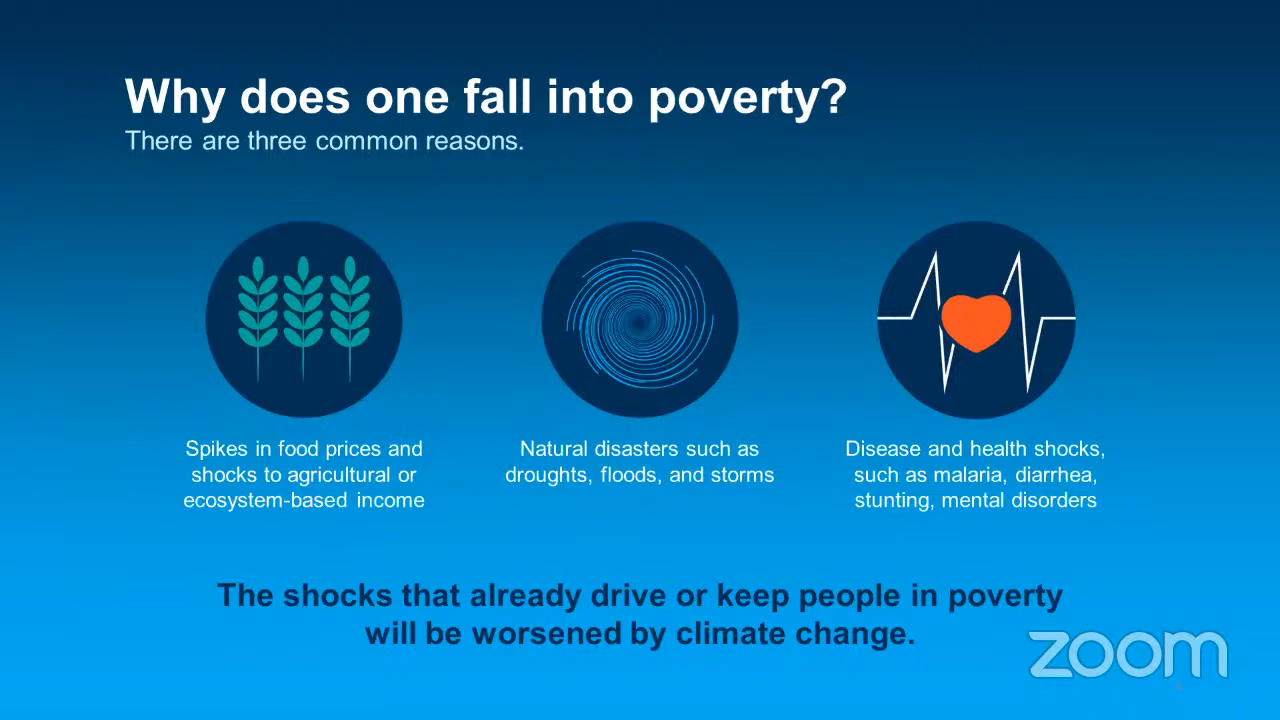 Why does one fall into poverty?
There are three common reasons.
Spikes in food prices and
shocks to agricultural or
ecosystem-based income
Natural disasters such as
droughts, floods, and storms
Disease and health shocks,
such as malaria, diarrhea,
stunting, mental disorders
The shocks that already drive or keep people in poverty
will be worsened by climate change.
zoom